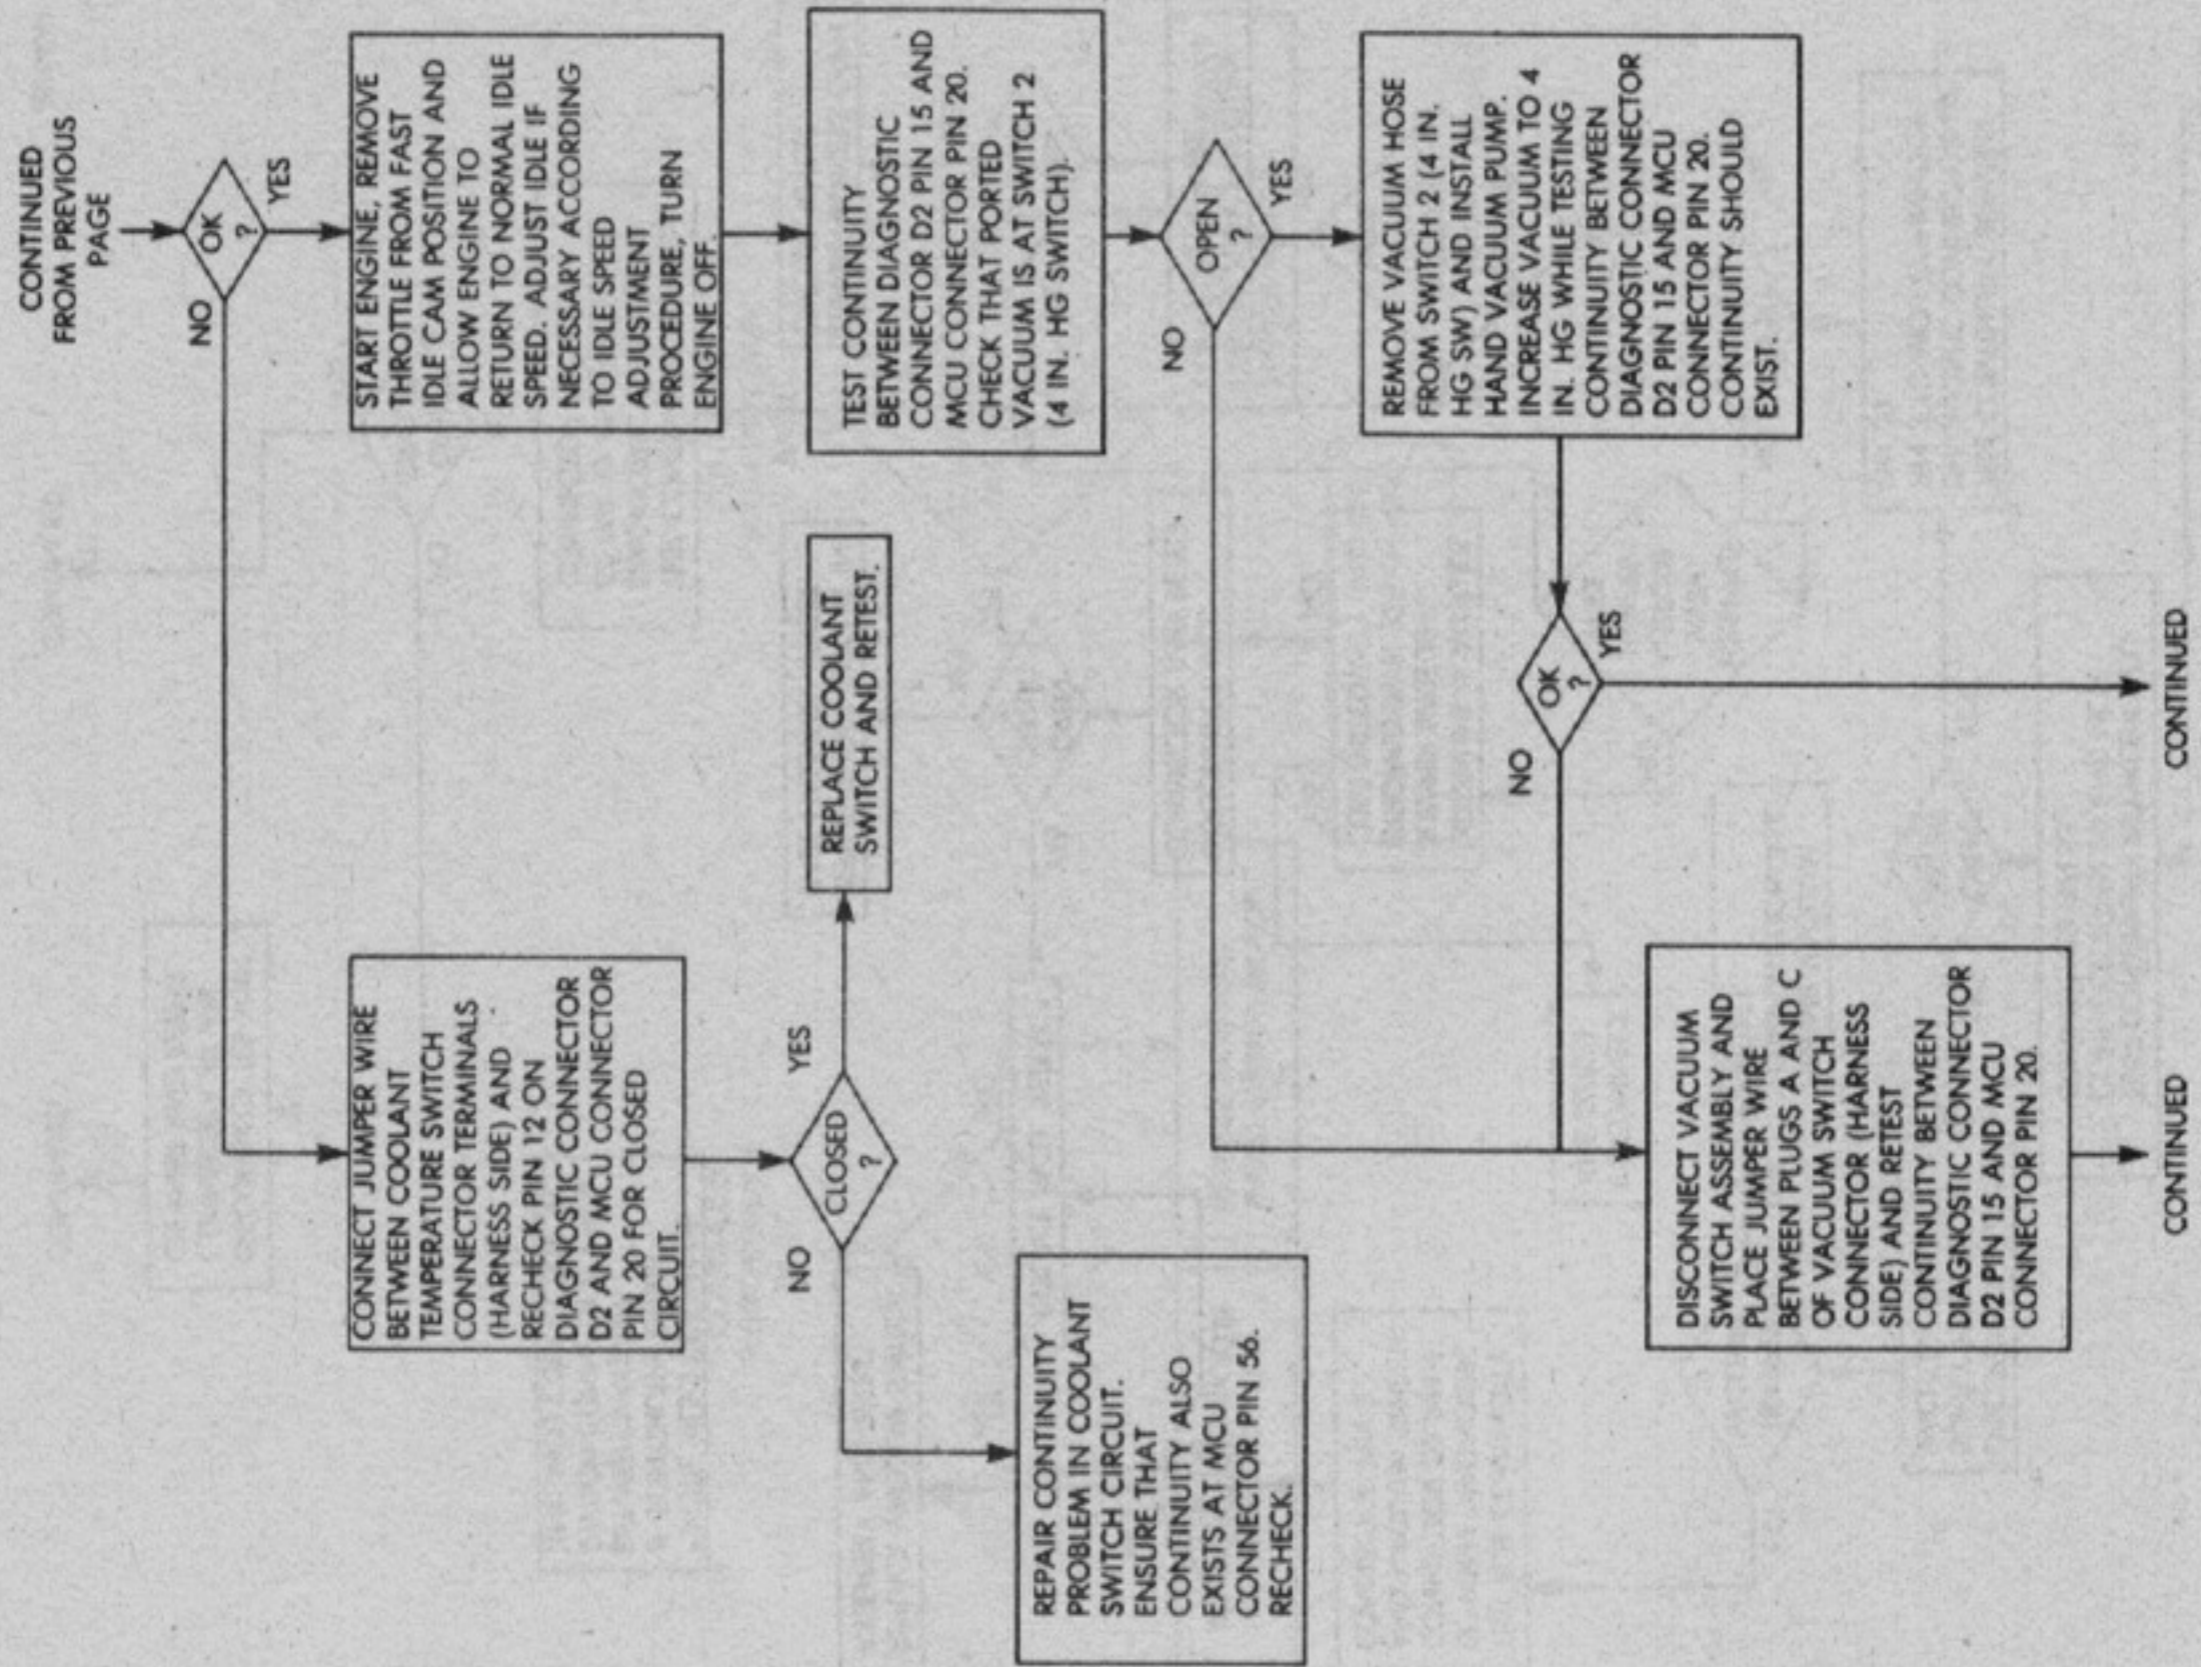 CONTINUED
FROM PREVIOUS
PAGE
OK
?
NO
YES
CONNECT JUMPER WIRE
BETWEEN COOLANT
TEMPERATURE SWITCH
CONNECTOR TERMINALS
(HARNESS SIDE) AND
RECHECK PIN 12 ON
DIAGNOSTIC CONNECTOR
D2 AND MCU CONNECTOR
PIN 20 FOR CLOSED
CIRCUIT.
START ENGINE, REMOVE
THROTTLE FROM FAST
IDLE CAM POSITION AND
ALLOW ENGINE TO
RETURN TO NORMAL IDLE
SPEED. ADJUST IDLE IF
NECESSARY ACCORDING
TO IDLE SPEED
ADJUSTMENT
PROCEDURE, TURN
ENGINE OFF.
CLOSED
?
NO
YES
REPLACE COOLANT
SWITCH AND RETEST.
TEST CONTINUITY
BETWEEN DIAGNOSTIC
CONNECTOR D2 PIN 15 AND
MCU CONNECTOR PIN 20.
CHECK THAT PORTED
VACUUM IS AT SWITCH 2
(4 IN. HG SWITCH).
REPAIR CONTINUITY
PROBLEM IN COOLANT
SWITCH CIRCUIT.
ENSURE THAT
CONTINUITY ALSO
EXISTS AT MCU
CONNECTOR PIN 56.
RECHECK.
OPEN
?
NO
YES
REMOVE VACUUM HOSE
FROM SWITCH 2 (4 IN.
HG SW) AND INSTALL
HAND VACUUM PUMP.
INCREASE VACUUM TO 4
IN. HG WHILE TESTING
CONTINUITY BETWEEN
DIAGNOSTIC CONNECTOR
D2 PIN 15 AND MCU
CONNECTOR PIN 20.
CONTINUITY SHOULD
EXIST.
OK
?
NO
YES
DISCONNECT VACUUM
SWITCH ASSEMBLY AND
PLACE JUMPER WIRE
BETWEEN PLUGS A AND C
OF VACUUM SWITCH
CONNECTOR (HARNESS
SIDE) AND RETEST
CONTINUITY BETWEEN
DIAGNOSTIC CONNECTOR
D2 PIN 15 AND MCU
CONNECTOR PIN 20.
CONTINUED
CONTINUED